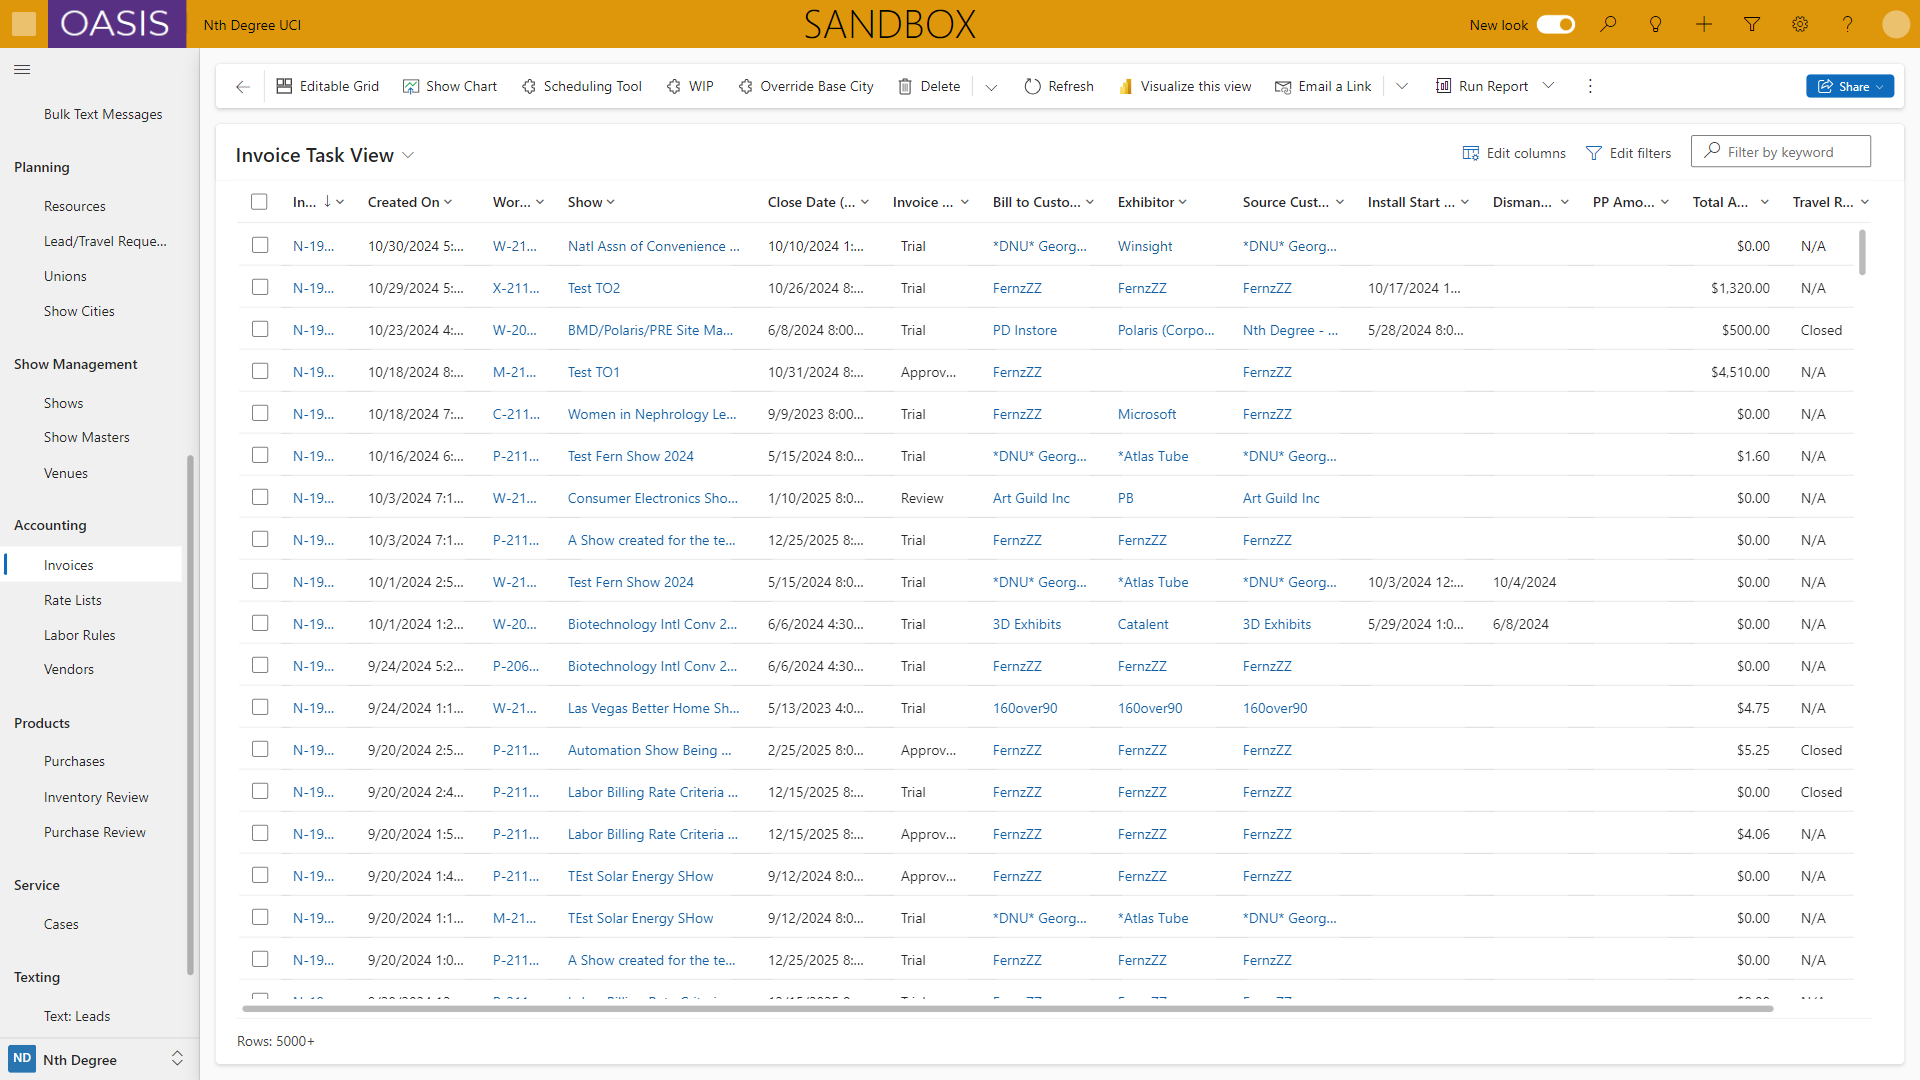 OASIS
Nth Degree UCI
SANDBOX
New look
Bulk Text Messages
Planning
Resources
Lead/Travel Reque...
Unions
Show Cities
Show Management
Shows
Show Masters
Venues
Accounting
Invoices
Rate Lists
Labor Rules
Vendors
Products
Purchases
Inventory Review
Purchase Review
Service
Cases
Texting
Text: Leads
ND Nth Degree
Editable Grid Show Chart Scheduling Tool WIP Override Base City Delete Refresh Visualize this view Email a Link Run Report Share
Invoice Task View
Edit columns Edit filters Filter by keyword
In... Created On Wor... Show Close Date (... Invoice ... Bill to Custo... Exhibitor Source Cust... Install Start ... Disman... PP Amo... Total A... Travel R...
N-19... 10/30/2024 5:... W-21... Natl Assn of Convenience ... 10/10/2024 1:... Trial *DNU* Georg... Winsight *DNU* Georg... $0.00 N/A
N-19... 10/29/2024 5:... X-211... Test TO2 10/26/2024 8:... Trial FernzZZ FernzZZ FernzZZ 10/17/2024 1... $1,320.00 N/A
N-19... 10/23/2024 4:... W-20... BMD/Polaris/PRE Site Ma... 6/8/2024 8:00... Trial PD Instore Polaris (Corpo... Nth Degree - ... 5/28/2024 8:0... $500.00 Closed
N-19... 10/18/2024 8:... M-21... Test TO1 10/31/2024 8:... Approv... FernzZZ FernzZZ $4,510.00 N/A
N-19... 10/18/2024 7:... C-211... Women in Nephrology Le... 9/9/2023 8:00... Trial FernzZZ Microsoft FernzZZ $0.00 N/A
N-19... 10/16/2024 6:... P-211... Test Fern Show 2024 5/15/2024 8:0... Trial *DNU* Georg... *Atlas Tube *DNU* Georg... $1.60 N/A
N-19... 10/3/2024 7:1... W-21... Consumer Electronics Sho... 1/10/2025 8:0... Review Art Guild Inc PB Art Guild Inc $0.00 N/A
N-19... 10/3/2024 7:1... P-211... A Show created for the te... 12/25/2025 8:... Trial FernzZZ FernzZZ FernzZZ $0.00 N/A
N-19... 10/1/2024 2:5... W-21... Test Fern Show 2024 5/15/2024 8:0... Trial *DNU* Georg... *Atlas Tube *DNU* Georg... 10/3/2024 12:... 10/4/2024 $0.00 N/A
N-19... 10/1/2024 1:2... W-20... Biotechnology Intl Conv 2... 6/6/2024 4:30... Trial 3D Exhibits Catalent 3D Exhibits 5/29/2024 1:0... 6/8/2024 $0.00 N/A
N-19... 9/24/2024 5:2... P-206... Biotechnology Intl Conv 2... 6/6/2024 4:30... Trial FernzZZ FernzZZ FernzZZ $0.00 N/A
N-19... 9/24/2024 1:1... W-21... Las Vegas Better Home Sh... 5/13/2023 4:0... Trial 160over90 160over90 160over90 $4.75 N/A
N-19... 9/20/2024 2:5... P-211... Automation Show Being ... 2/25/2025 8:0... Approv... FernzZZ FernzZZ FernzZZ $5.25 Closed
N-19... 9/20/2024 2:4... P-211... Labor Billing Rate Criteria ... 12/15/2025 8:... Trial FernzZZ FernzZZ FernzZZ $0.00 Closed
N-19... 9/20/2024 1:5... P-211... Labor Billing Rate Criteria ... 12/15/2025 8:... Approv... FernzZZ FernzZZ FernzZZ $4.06 N/A
N-19... 9/20/2024 1:4... P-211... TEst Solar Energy SHow 9/12/2024 8:0... Approv... FernzZZ FernzZZ FernzZZ $0.00 N/A
N-19... 9/20/2024 1:1... M-21... TEst Solar Energy SHow 9/12/2024 8:0... Trial *DNU* Georg... *Atlas Tube *DNU* Georg... $0.00 N/A
N-19... 9/20/2024 1:0... P-211... A Show created for the te... 12/25/2025 8:... Trial FernzZZ FernzZZ FernzZZ $0.00 N/A
Rows: 5000+